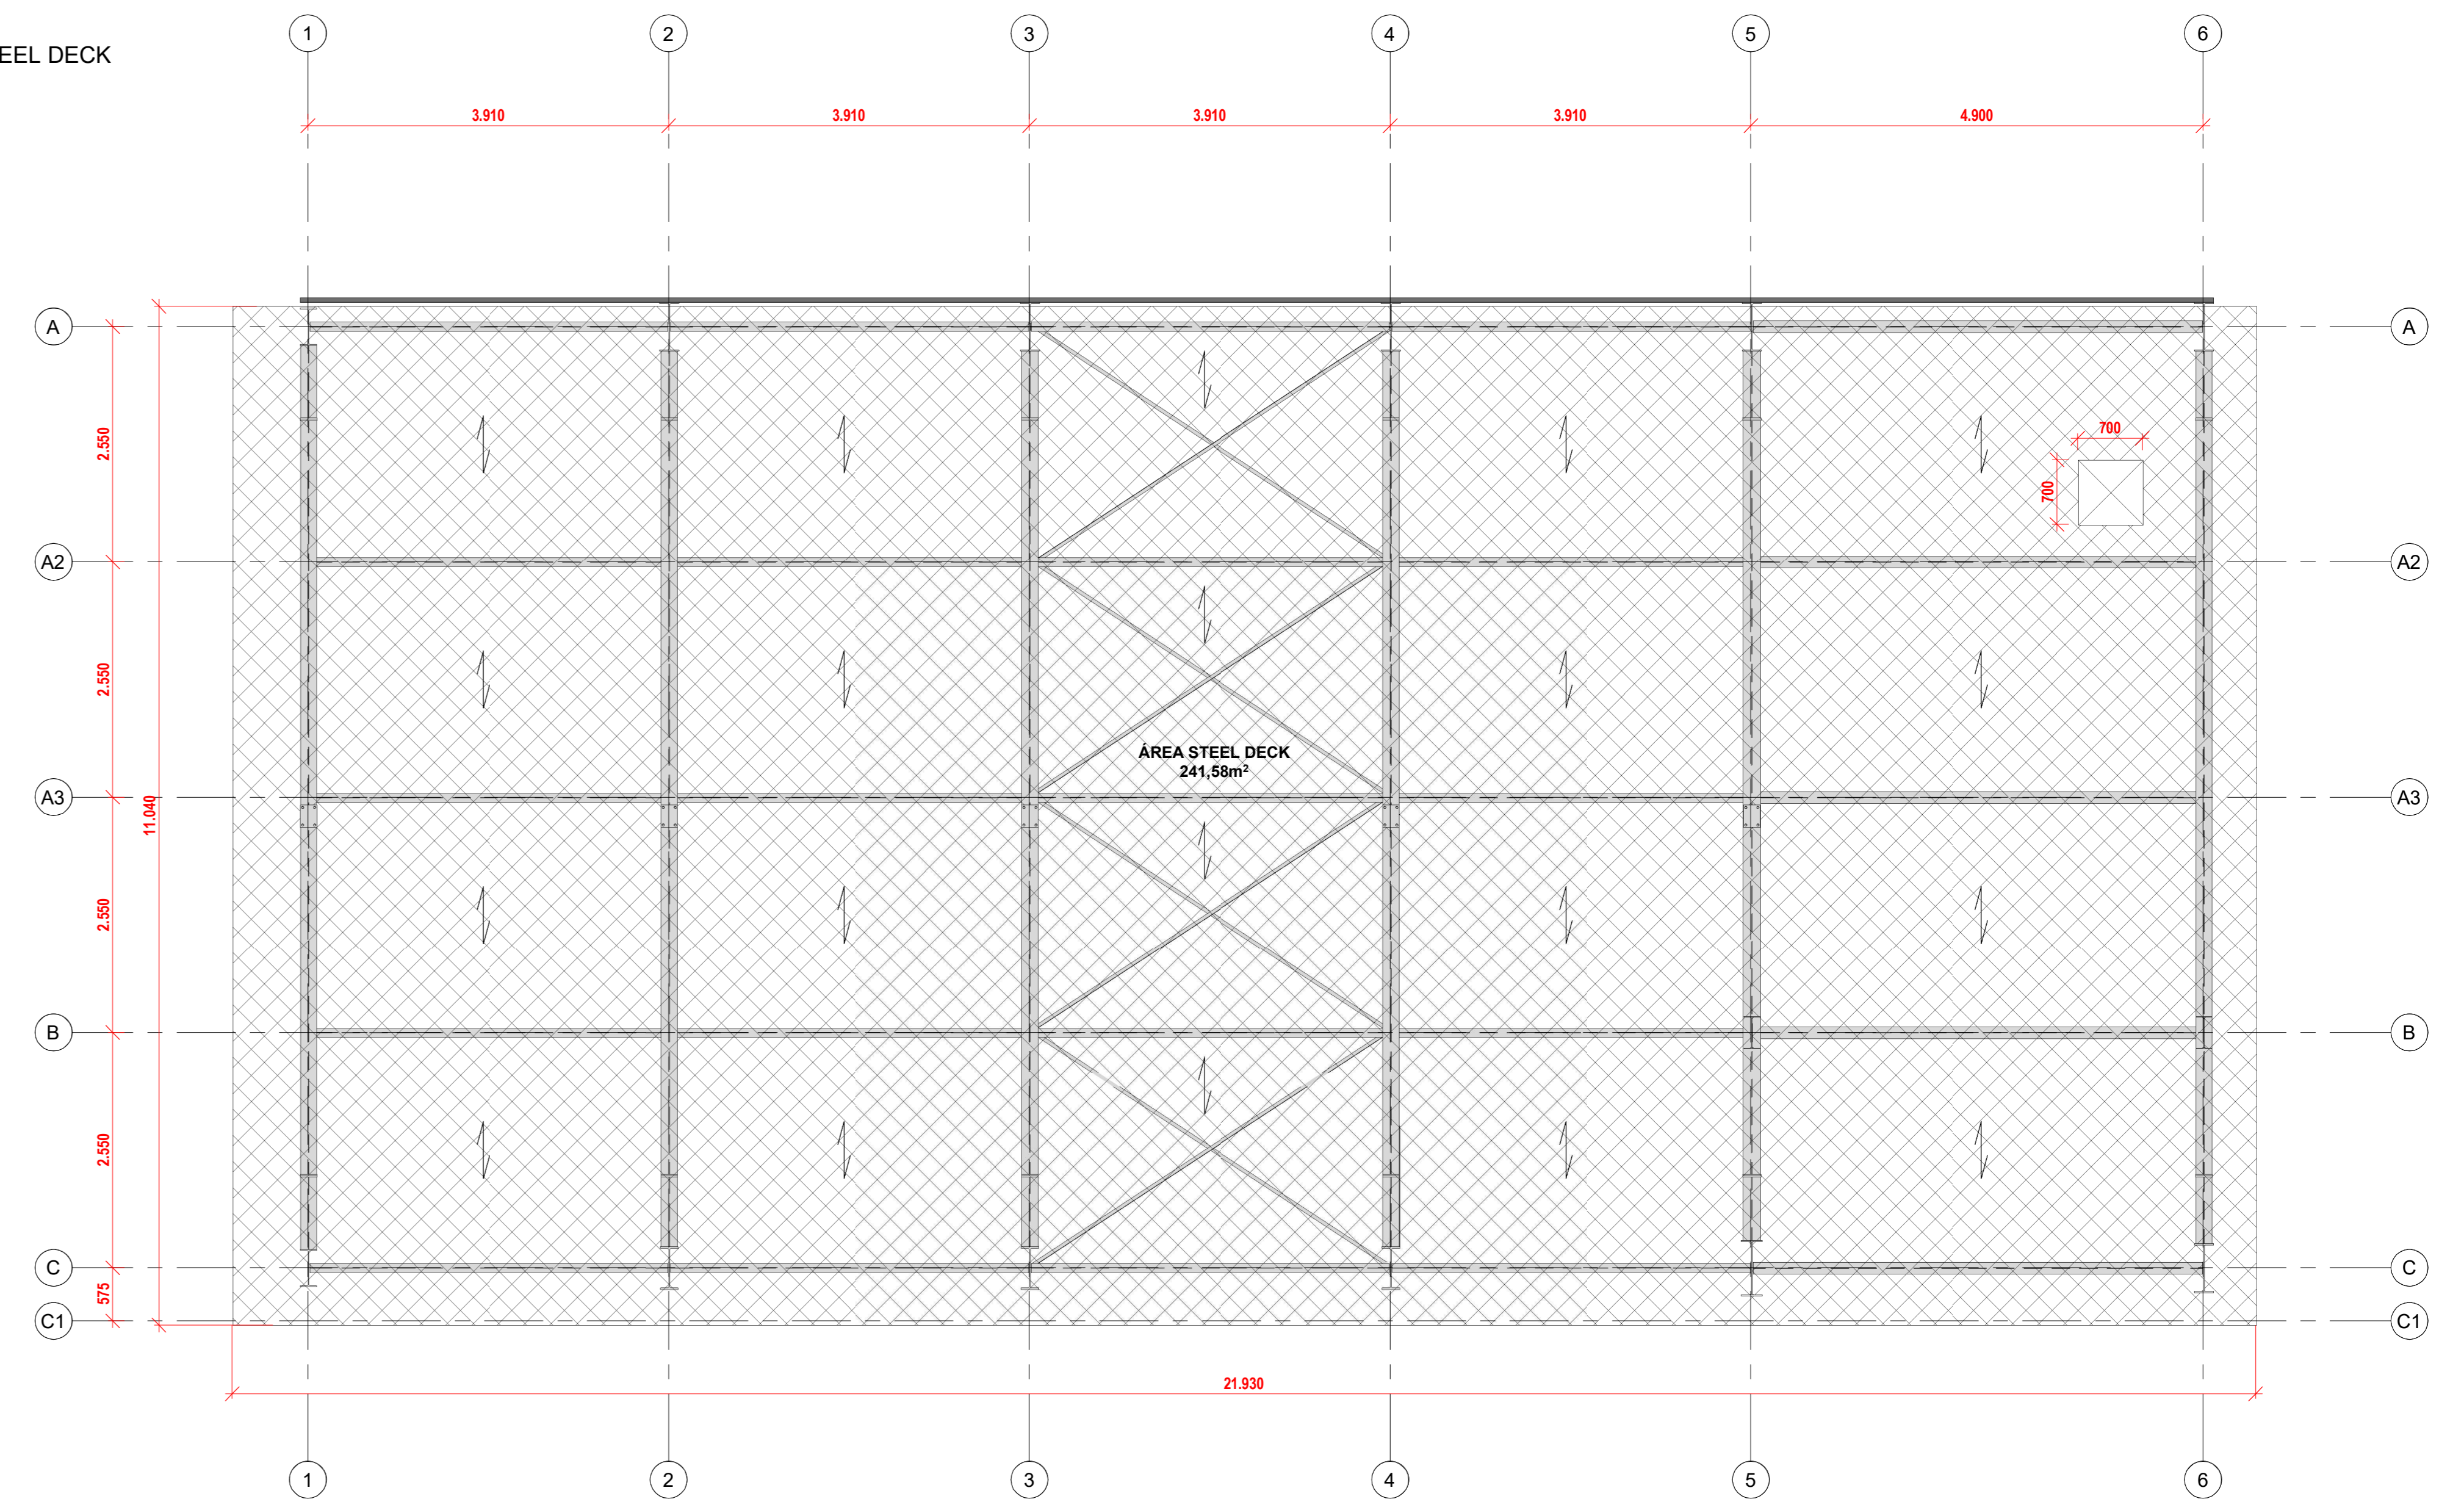 EEL DECK
1 2 3 4 5 6
3.910 3.910 3.910 3.910 4.900
A A
2.550
700
700
A2 A2
2.550
ÁREA STEEL DECK
241,58m²
A3 A3
11.040
2.550
B B
2.550
C C
575
C1 C1
21.930
1 2 3 4 5 6